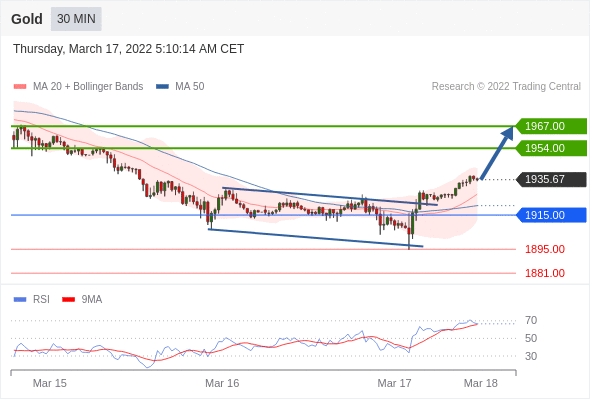 Gold 30 MIN
Thursday, March 17, 2022 5:10:14 AM CET
MA 20 + Bollinger Bands MA 50 Research © 2022 Trading Central
1967.00
1954.00
1935.67
1915.00
1895.00
1881.00
RSI 9MA
70
50
30
Mar 15 Mar 16 Mar 17 Mar 18